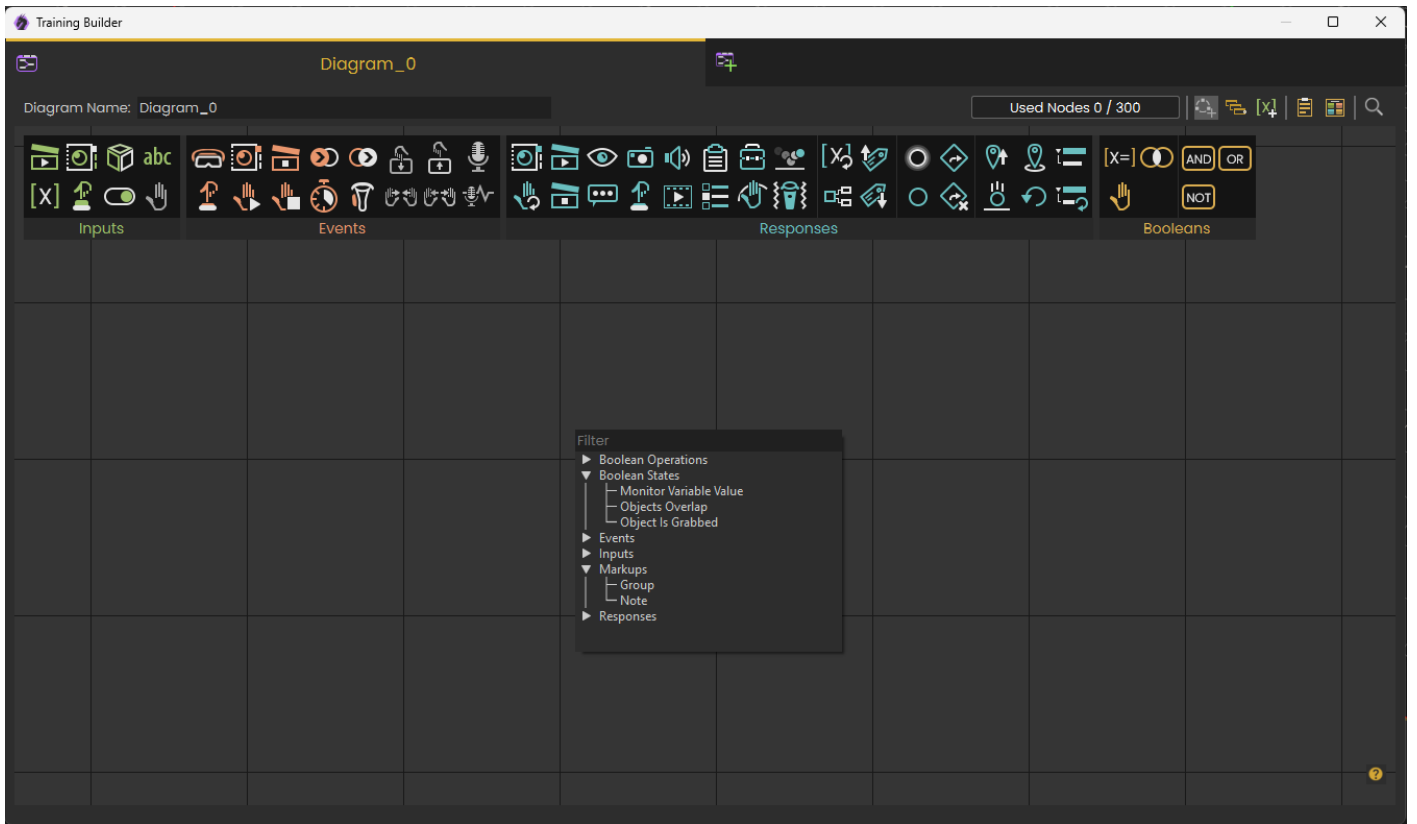 Training Builder
Diagram_0
Diagram Name: Diagram_0
Used Nodes 0 / 300
[x]
abc
[X=]
AND OR
[X]
NOT
Inputs
Events
Responses
Booleans
Filter
Boolean Operations
Boolean States
Monitor Variable Value
Objects Overlap
Object Is Grabbed
Events
Inputs
Markups
Group
Note
Responses
?